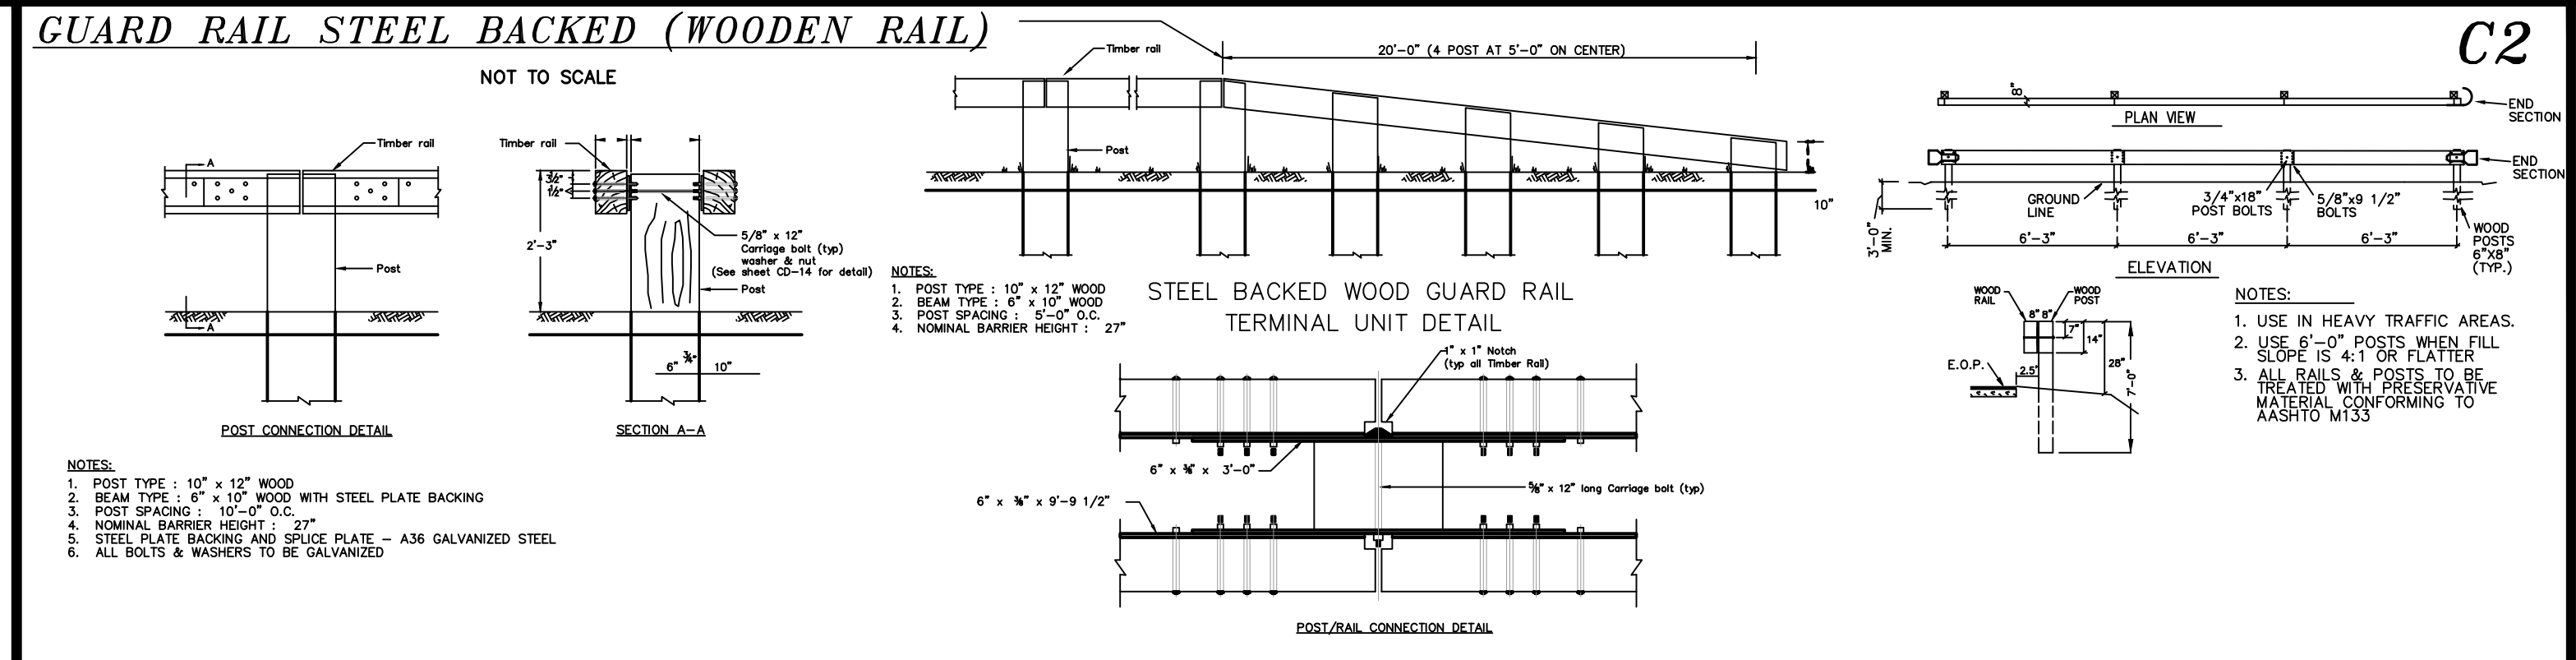 GUARD RAIL STEEL BACKED (WOODEN RAIL)
C2
NOT TO SCALE
Timber rail
A
Post
A
POST CONNECTION DETAIL
Timber rail
3½"
1½"
2'-3"
5/8" x 12"
Carriage bolt (typ)
washer & nut
(See sheet CD-14 for detail)
Post
6" ¾" 10"
SECTION A-A
NOTES:
1. POST TYPE : 10" x 12" WOOD
2. BEAM TYPE : 6" x 10" WOOD WITH STEEL PLATE BACKING
3. POST SPACING : 10'-0" O.C.
4. NOMINAL BARRIER HEIGHT : 27"
5. STEEL PLATE BACKING AND SPLICE PLATE - A36 GALVANIZED STEEL
6. ALL BOLTS & WASHERS TO BE GALVANIZED
Timber rail
20'-0" (4 POST AT 5'-0" ON CENTER)
Post
10"
NOTES:
1. POST TYPE : 10" x 12" WOOD
2. BEAM TYPE : 6" x 10" WOOD
3. POST SPACING : 5'-0" O.C.
4. NOMINAL BARRIER HEIGHT : 27"
STEEL BACKED WOOD GUARD RAIL
TERMINAL UNIT DETAIL
1" x 1" Notch
(typ all Timber Rail)
6" x ⅜" x 3'-0"
6" x ⅜" x 9'-9 1/2"
⅝" x 12" long Carriage bolt (typ)
POST/RAIL CONNECTION DETAIL
8"
END
SECTION
PLAN VIEW
END
SECTION
GROUND
LINE
3/4"x18"
POST BOLTS
5/8"x9 1/2"
BOLTS
3'-0"
MIN.
6'-3"
6'-3"
6'-3"
WOOD
POSTS
6"X8"
(TYP.)
ELEVATION
WOOD
RAIL
WOOD
POST
8" 8"
7"
14"
28"
7'-0"
E.O.P.
2.5'
NOTES:
1. USE IN HEAVY TRAFFIC AREAS.
2. USE 6'-0" POSTS WHEN FILL
SLOPE IS 4:1 OR FLATTER
3. ALL RAILS & POSTS TO BE
TREATED WITH PRESERVATIVE
MATERIAL CONFORMING TO
AASHTO M133